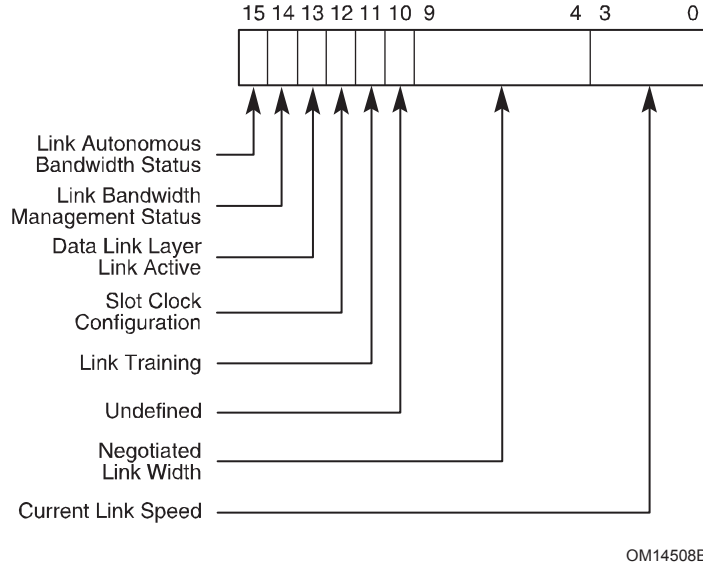 15 14 13 12 11 10 9 4 3 0
Link Autonomous
Bandwidth Status
Link Bandwidth
Management Status
Data Link Layer
Link Active
Slot Clock
Configuration
Link Training
Undefined
Negotiated
Link Width
Current Link Speed
OM14508B